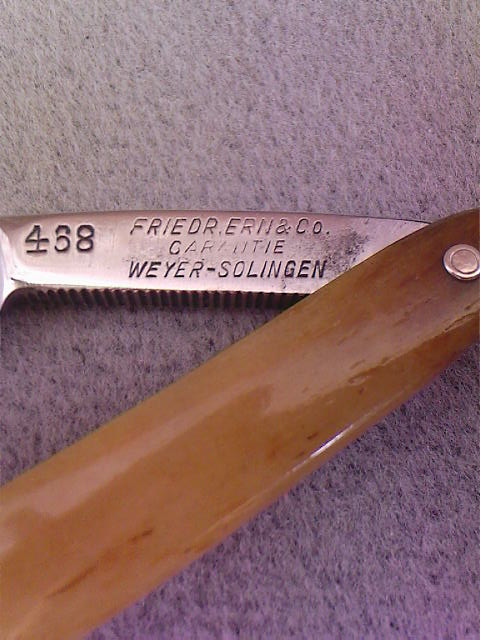 468
FRIEDR. ERN & Co.
GARANTIE
WEYER-SOLINGEN